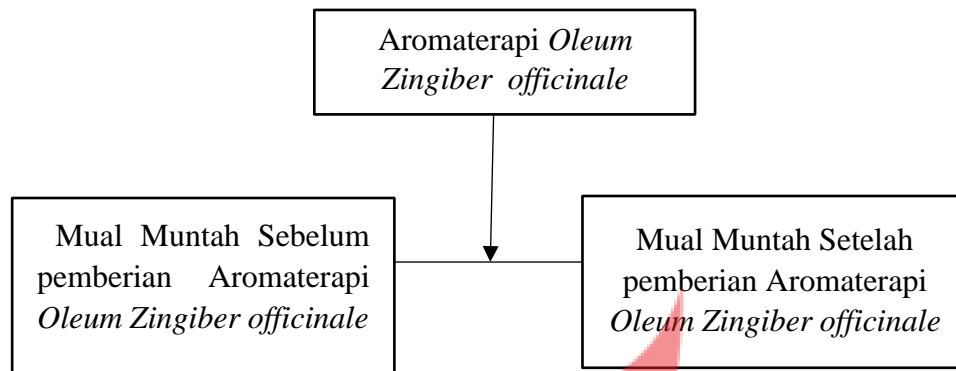 Aromaterapi Oleum
Zingiber officinale
Mual Muntah Sebelum
pemberian Aromaterapi
Oleum Zingiber officinale
Mual Muntah Setelah
pemberian Aromaterapi
Oleum Zingiber officinale